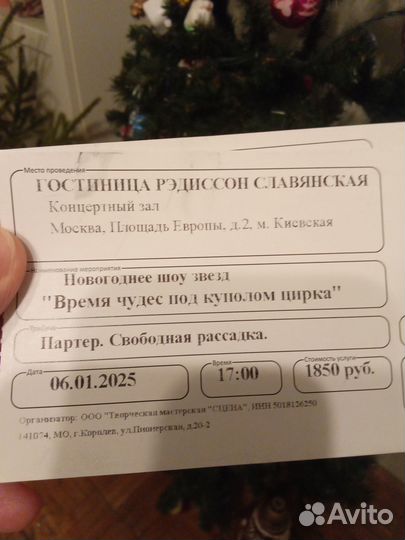 Место проведения
ГОСТИНИЦА РЭДИССОН СЛАВЯНСКАЯ
Концертный зал
Москва, Площадь Европы, д.2, м. Киевская
Наименование мероприятия
Новогоднее шоу звезд
"Время чудес под куполом цирка"
Партер. Свободная рассадка.
Дата
Время
Стоимость услуги
06.01.2025
17:00
1850 руб.
Организатор: ООО "Творческая мастерская "СЦЕНА", ИНН 5018126250
141074, МО, г.Королев, ул.Пионерская, д.20-2
Avito